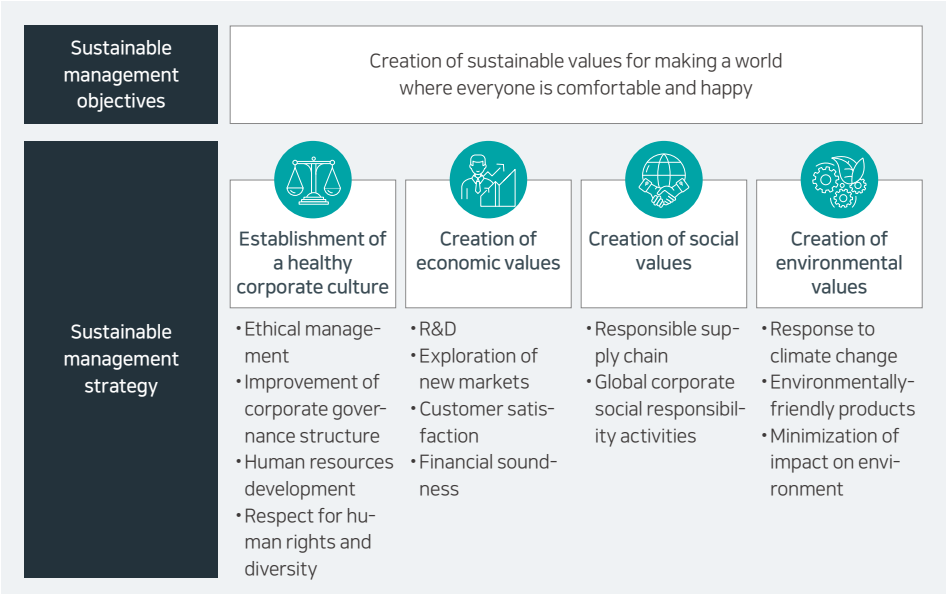 Sustainable
management
objectives
Creation of sustainable values for making a world
where everyone is comfortable and happy
Sustainable
management
strategy
Establishment of
a healthy
corporate culture
• Ethical manage-
ment
• Improvement of
corporate gover-
nance structure
• Human resources
development
• Respect for hu-
man rights and
diversity
Creation of
economic values
• R&D
• Exploration of
new markets
• Customer satis-
faction
• Financial sound-
ness
Creation of social
values
• Responsible sup-
ply chain
• Global corporate
social responsibil-
ity activities
Creation of
environmental
values
• Response to
climate change
• Environmentally-
friendly products
• Minimization of
impact on envi-
ronment